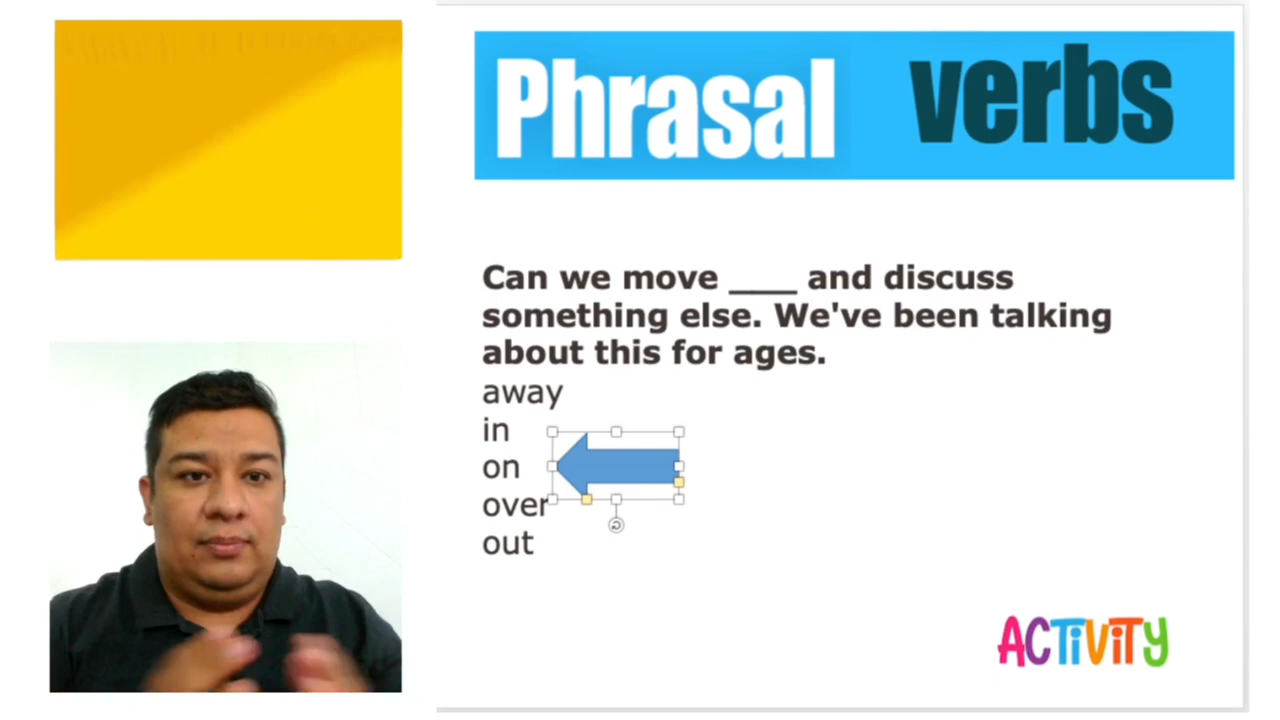 Phrasal verbs
Can we move ____ and discuss
something else. We've been talking
about this for ages.
away
in
on
over
out
ACTiViTY